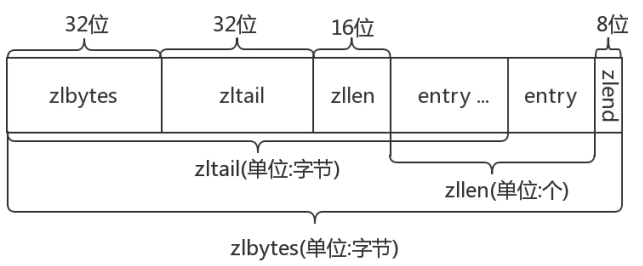 32位 32位 16位 8位
zlbytes zltail zllen entry ... entry zlend
zltail(单位:字节)
zllen(单位:个)
zlbytes(单位:字节)